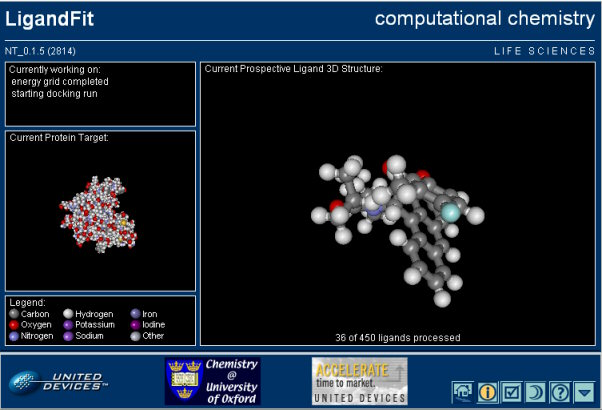 LigandFit
computational chemistry
NT_0.1.5 (2814)
LIFE SCIENCES
Currently working on:
energy grid completed
starting docking run
Current Prospective Ligand 3D Structure:
Current Protein Target:
Legend:
Carbon Hydrogen Iron
Oxygen Potassium Iodine
Nitrogen Sodium Other
36 of 450 ligands processed
UNITED
DEVICES™
Chemistry
@
University
of Oxford
ACCELERATE
time to market.
UNITED DEVICES